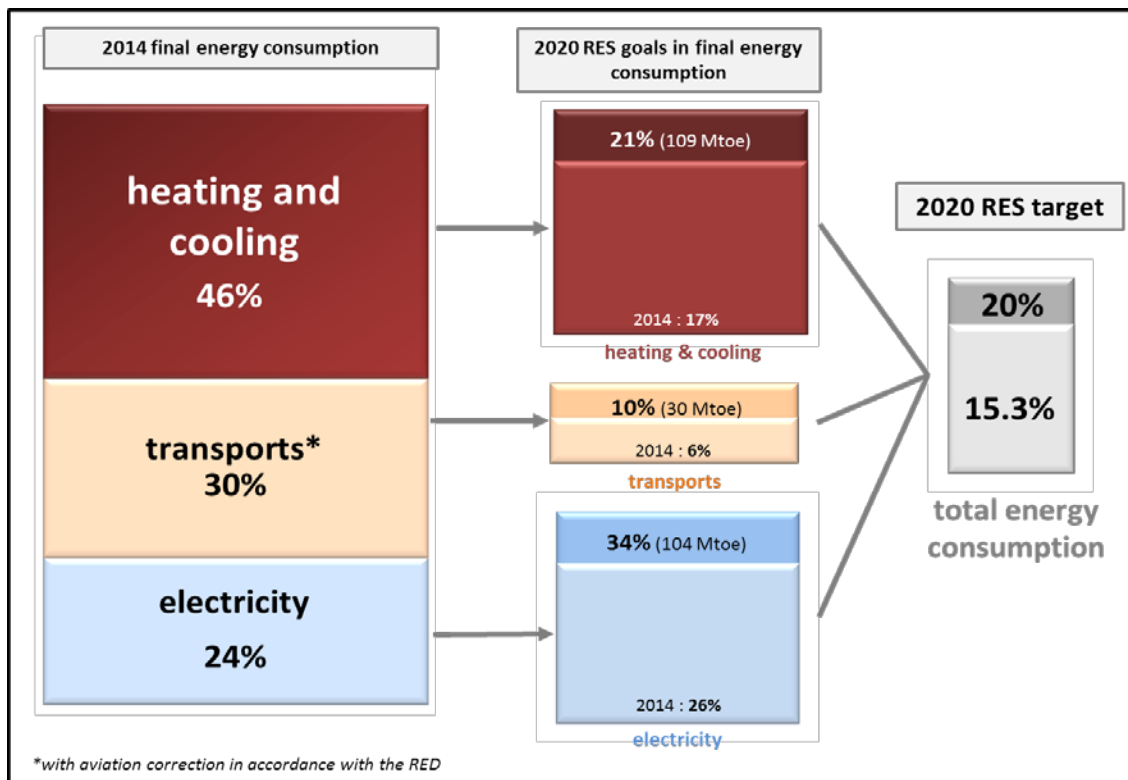 2014 final energy consumption
heating and
cooling
46%
transports*
30%
electricity
24%
2020 RES goals in final energy
consumption
21% (109 Mtoe)
2014 : 17%
heating & cooling
10% (30 Mtoe)
2014 : 6%
transports
34% (104 Mtoe)
2014 : 26%
electricity
2020 RES target
20%
15.3%
total energy
consumption
*with aviation correction in accordance with the RED